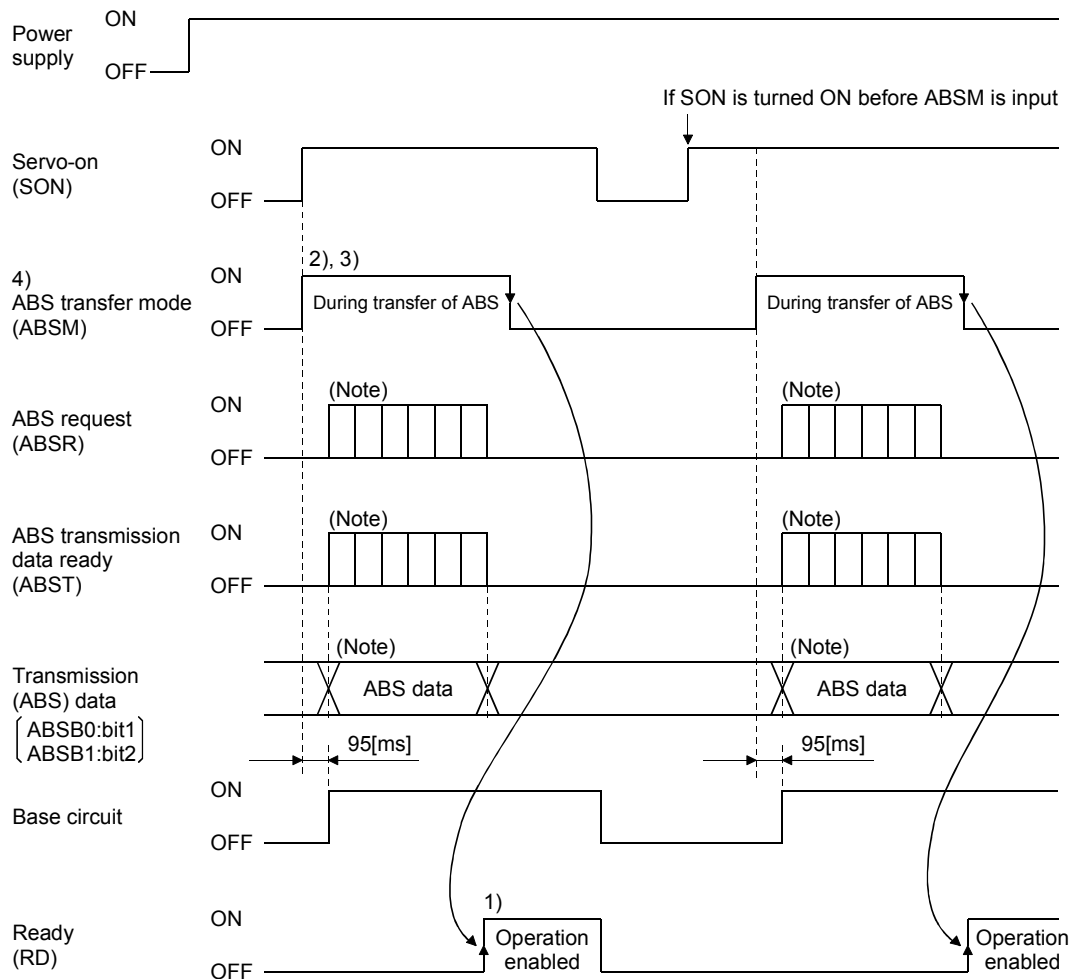 Power
supply
ON
OFF
If SON is turned ON before ABSM is input
Servo-on
(SON)
ON
OFF
4)
ABS transfer mode
(ABSM)
ON
OFF
2), 3)
During transfer of ABS
During transfer of ABS
ABS request
(ABSR)
ON
OFF
(Note)
(Note)
ABS transmission
data ready
(ABST)
ON
OFF
(Note)
(Note)
Transmission
(ABS) data
ABSB0:bit1
ABSB1:bit2
(Note)
ABS data
(Note)
ABS data
95[ms]
95[ms]
Base circuit
ON
OFF
Ready
(RD)
ON
OFF
1)
Operation
enabled
Operation
enabled